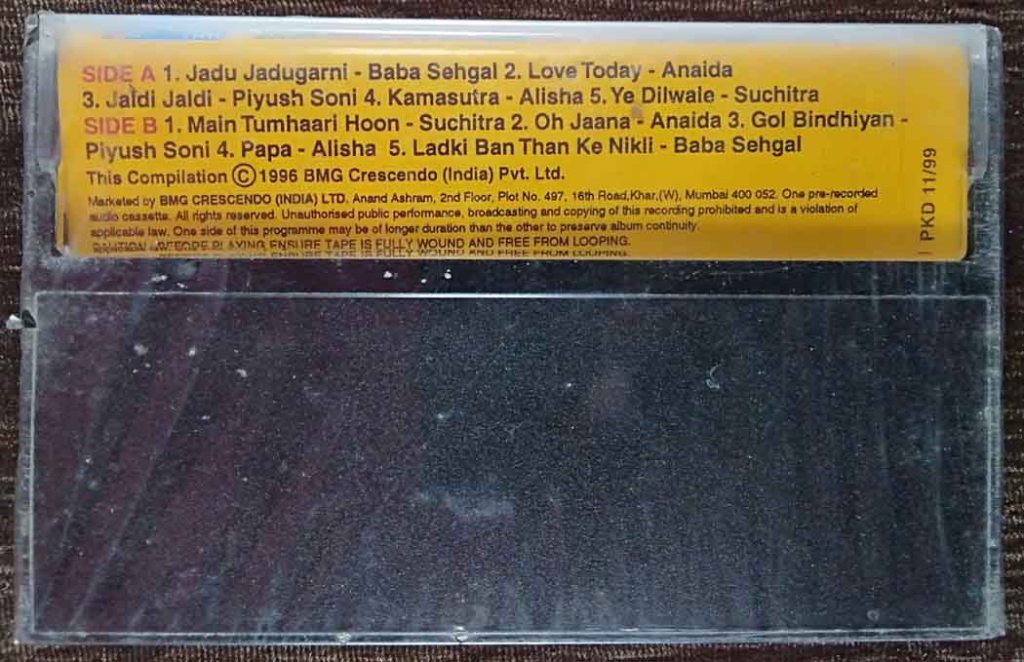 SIDE A 1. Jadu Jadugarni - Baba Sehgal 2. Love Today - Anaida
3. Jaldi Jaldi - Piyush Soni 4. Kamasutra - Alisha 5. Ye Dilwale - Suchitra
SIDE B 1. Main Tumhaari Hoon - Suchitra 2. Oh Jaana - Anaida 3. Gol Bindhiyan -
Piyush Soni 4. Papa - Alisha 5. Ladki Ban Than Ke Nikli - Baba Sehgal
This Compilation © 1996 BMG Crescendo (India) Pvt. Ltd.
Marketed by BMG CRESCENDO (INDIA) LTD. Anand Ashram, 2nd Floor, Plot No. 497, 16th Road,Khar,(W), Mumbai 400 052. One pre-recorded
audio cassette. All rights reserved. Unauthorised public performance, broadcasting and copying of this recording prohibited and is a violation of
applicable law. One side of this programme may be of longer duration than the other to preserve album continuity.
CAUTION : BEFORE PLAYING ENSURE TAPE IS FULLY WOUND AND FREE FROM LOOPING.
PKD 11/99